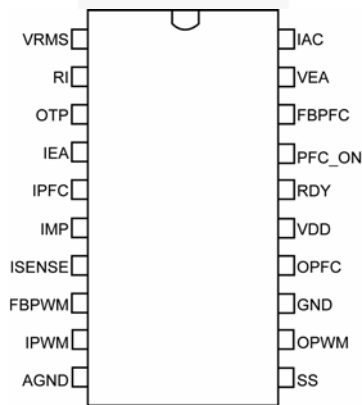 VRMS IAC
RI VEA
OTP FBPFC
IEA PFC_ON
IPFC RDY
IMP VDD
ISENSE OPFC
FBPWM GND
IPWM OPWM
AGND SS